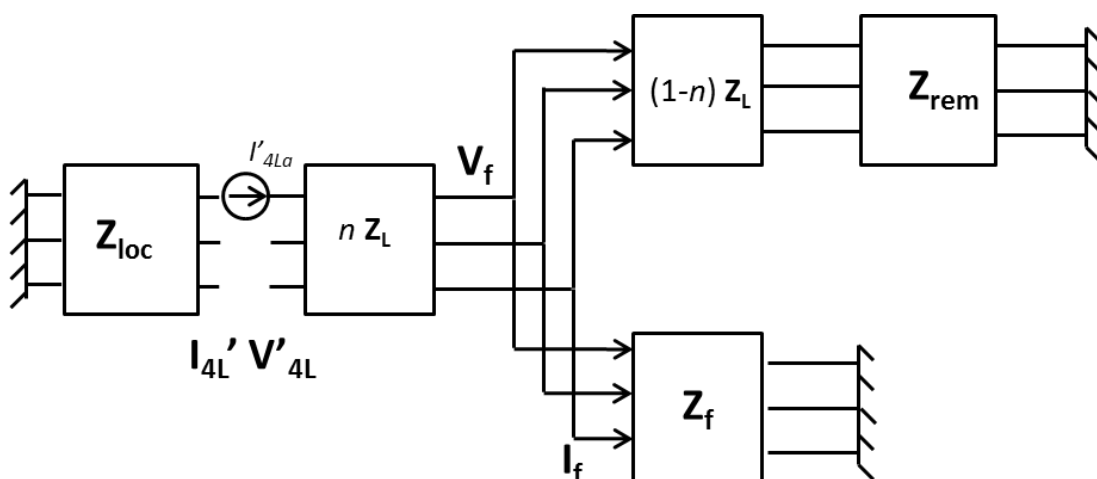 (1-n) Z_L
Z_rem
I'_4La
V_f
Z_loc
n Z_L
I_4L' V'_4L
Z_f
I_f